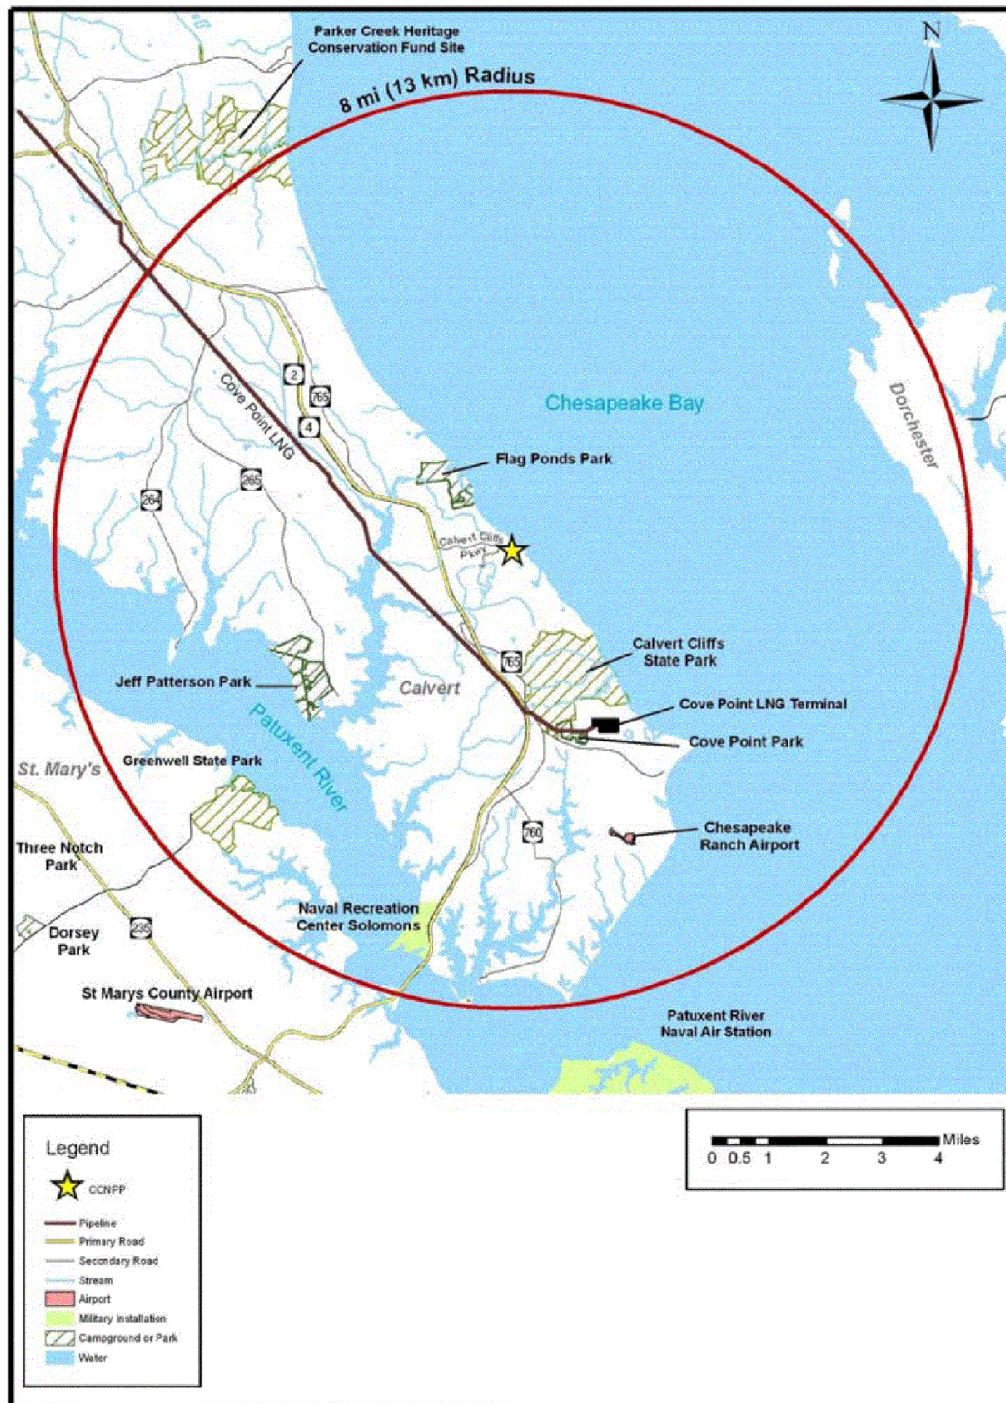 Parker Creek Heritage
Conservation Fund Site
N
8 mi (13 km) Radius
2
765
Cove Point LNG
4
Chesapeake Bay
Dorchester
Flag Ponds Park
265
264
Calvert Cliffs
Pkwy
765
Calvert Cliffs
State Park
Jeff Patterson Park
Calvert
Cove Point LNG Terminal
Patuxent River
Cove Point Park
Greenwell State Park
St. Mary's
760
Chesapeake
Ranch Airport
Three Notch
Park
Naval Recreation
Center Solomons
235
Dorsey
Park
St Marys County Airport
Patuxent River
Naval Air Station
Legend
CCNPP
Pipeline
Primary Road
Secondary Road
Stream
Airport
Military Installation
Campground or Park
Water
Miles
0 0.5 1 2 3 4